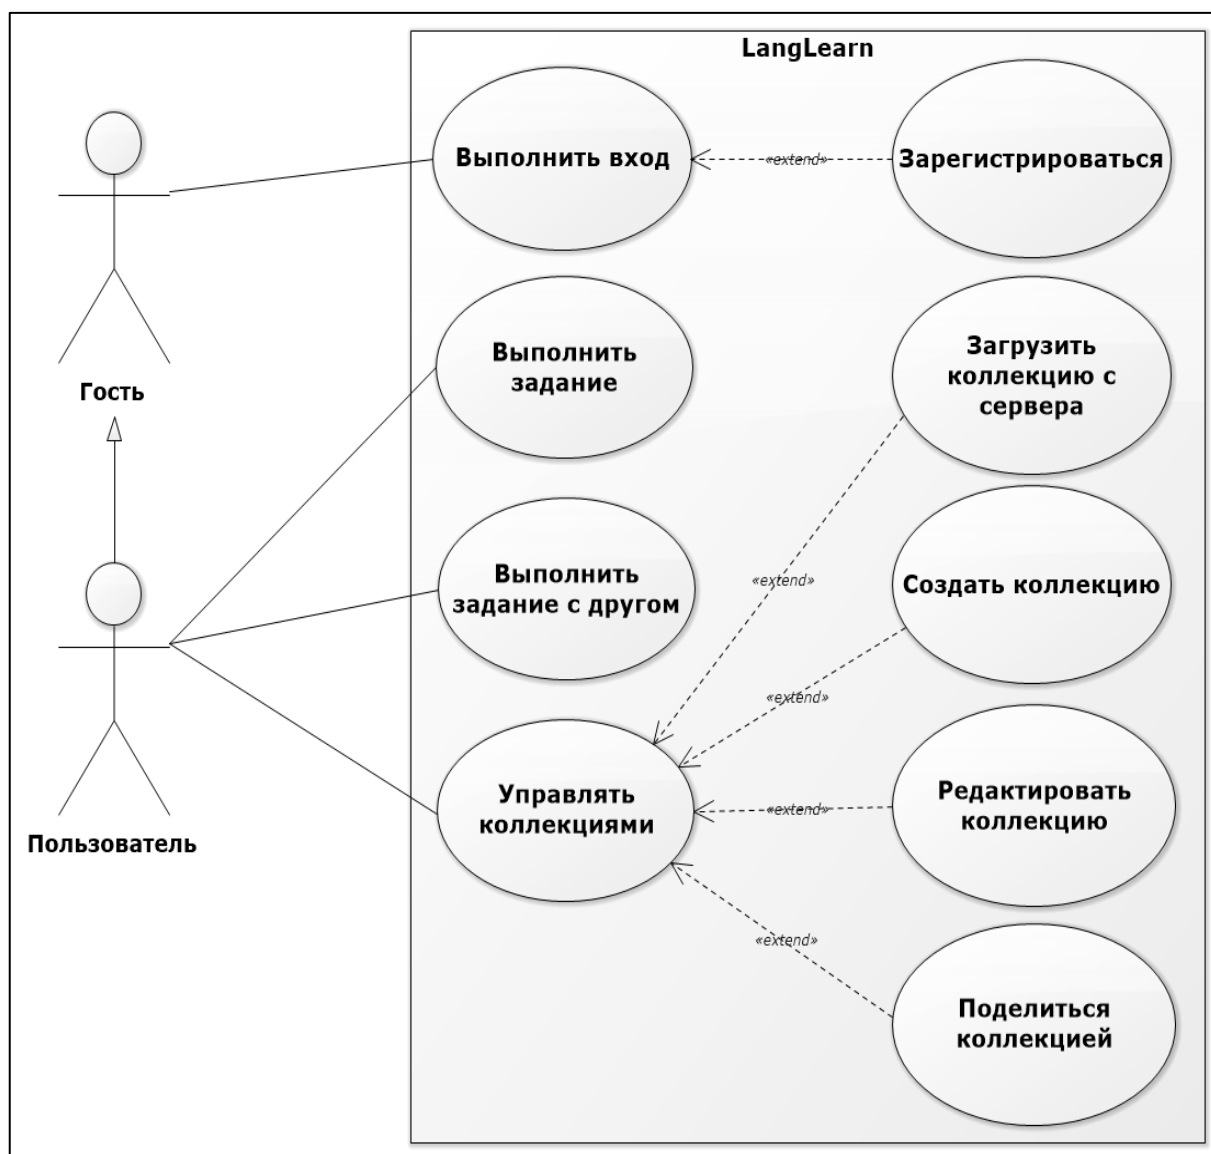 LangLearn
Выполнить вход
«extend»
Зарегистрироваться
Гость
Выполнить
задание
Загрузить
коллекцию с
сервера
«extend»
Выполнить
задание с другом
Создать коллекцию
«extend»
Пользователь
Управлять
коллекциями
«extend»
Редактировать
коллекцию
«extend»
Поделиться
коллекцией